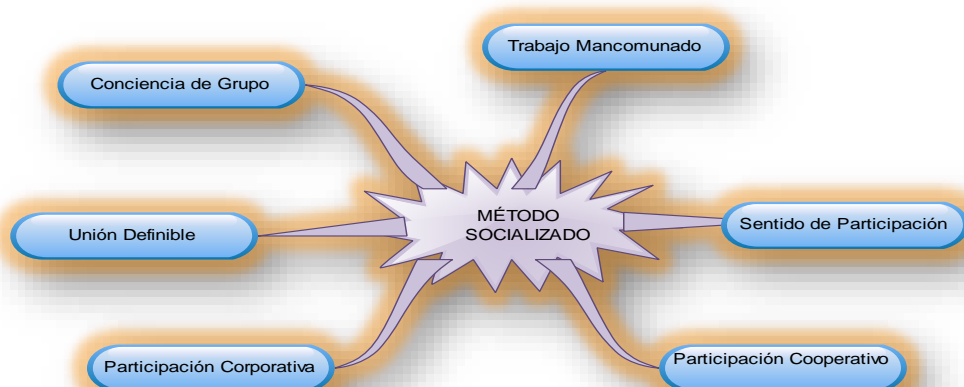 Trabajo Mancomunado
Conciencia de Grupo
MÉTODO
SOCIALIZADO
Unión Definible
Sentido de Participación
Participación Corporativa
Participación Cooperativo